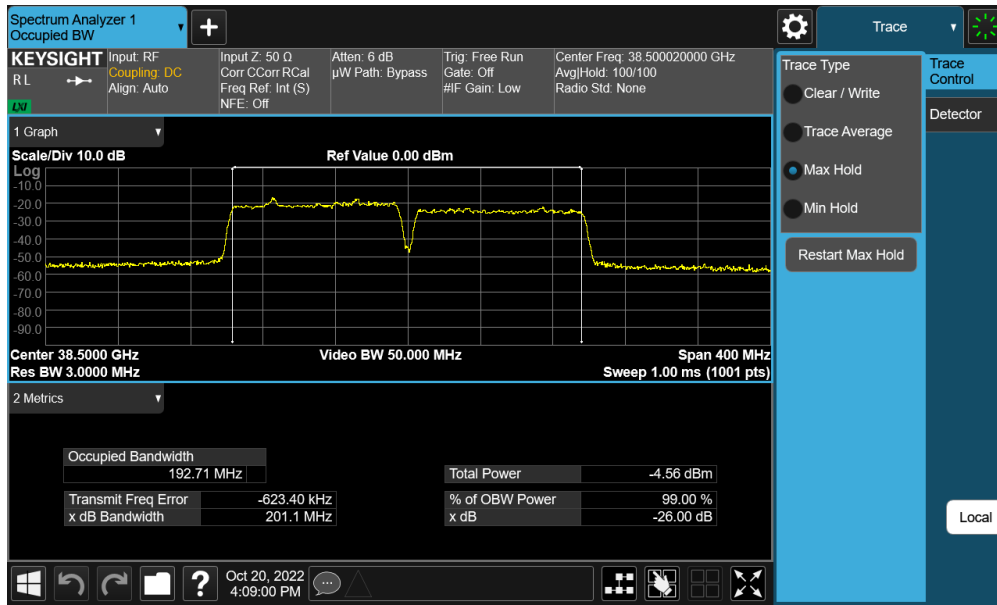 Spectrum Analyzer 1
Occupied BW
+
Trace
KEYSIGHT
R L
LXI
Input: RF
Coupling: DC
Align: Auto
Input Z: 50 Ω
Corr CCorr RCal
Freq Ref: Int (S)
NFE: Off
Atten: 6 dB
µW Path: Bypass
Trig: Free Run
Gate: Off
#IF Gain: Low
Center Freq: 38.500020000 GHz
Avg|Hold: 100/100
Radio Std: None
Trace Type
Clear / Write
Trace Average
Max Hold
Min Hold
Restart Max Hold
Trace
Control
Detector
Local
1 Graph
Scale/Div 10.0 dB
Ref Value 0.00 dBm
Log
-10.0
-20.0
-30.0
-40.0
-50.0
-60.0
-70.0
-80.0
-90.0
Center 38.5000 GHz
Video BW 50.000 MHz
Span 400 MHz
Res BW 3.0000 MHz
Sweep 1.00 ms (1001 pts)
2 Metrics
Occupied Bandwidth
192.71 MHz
Total Power -4.56 dBm
Transmit Freq Error -623.40 kHz
% of OBW Power 99.00 %
x dB Bandwidth 201.1 MHz
x dB -26.00 dB
?
Oct 20, 2022
4:09:00 PM